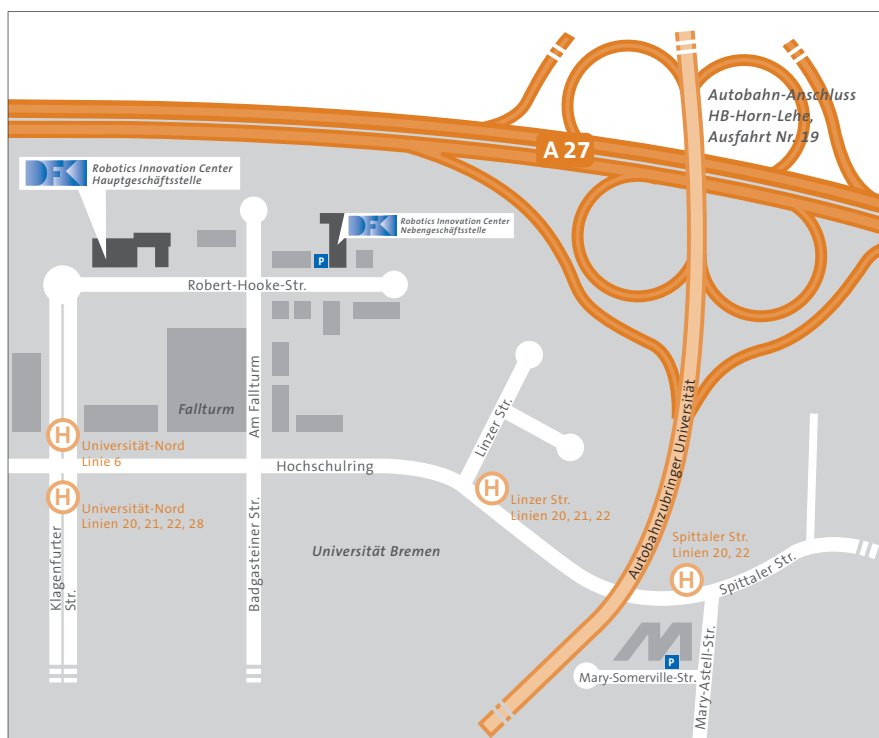 Autobahn-Anschluss
HB-Horn-Lehe,
Ausfahrt Nr. 19
A 27
DFK Robotics Innovation Center
Hauptgeschäftsstelle
DFK Robotics Innovation Center
Nebengeschäftsstelle
P
Robert-Hooke-Str.
Am Fallturm
Fallturm
Linzer Str.
Autobahnzubringer Universität
H
Universität-Nord
Linie 6
Hochschulring
H
Universität-Nord
Linien 20, 21, 22, 28
H
Linzer Str.
Linien 20, 21, 22
Klagenfurter
Str.
Badgasteiner Str.
Universität Bremen
Spittaler Str.
Linien 20, 22
H
Spittaler Str.
P
Mary-Somerville-Str.
Mary-Astell-Str.